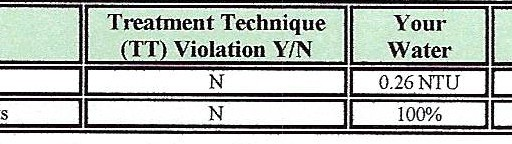 Treatment Technique
(TT) Violation Y/N
Your
Water
N
0.26 NTU
s
N
100%